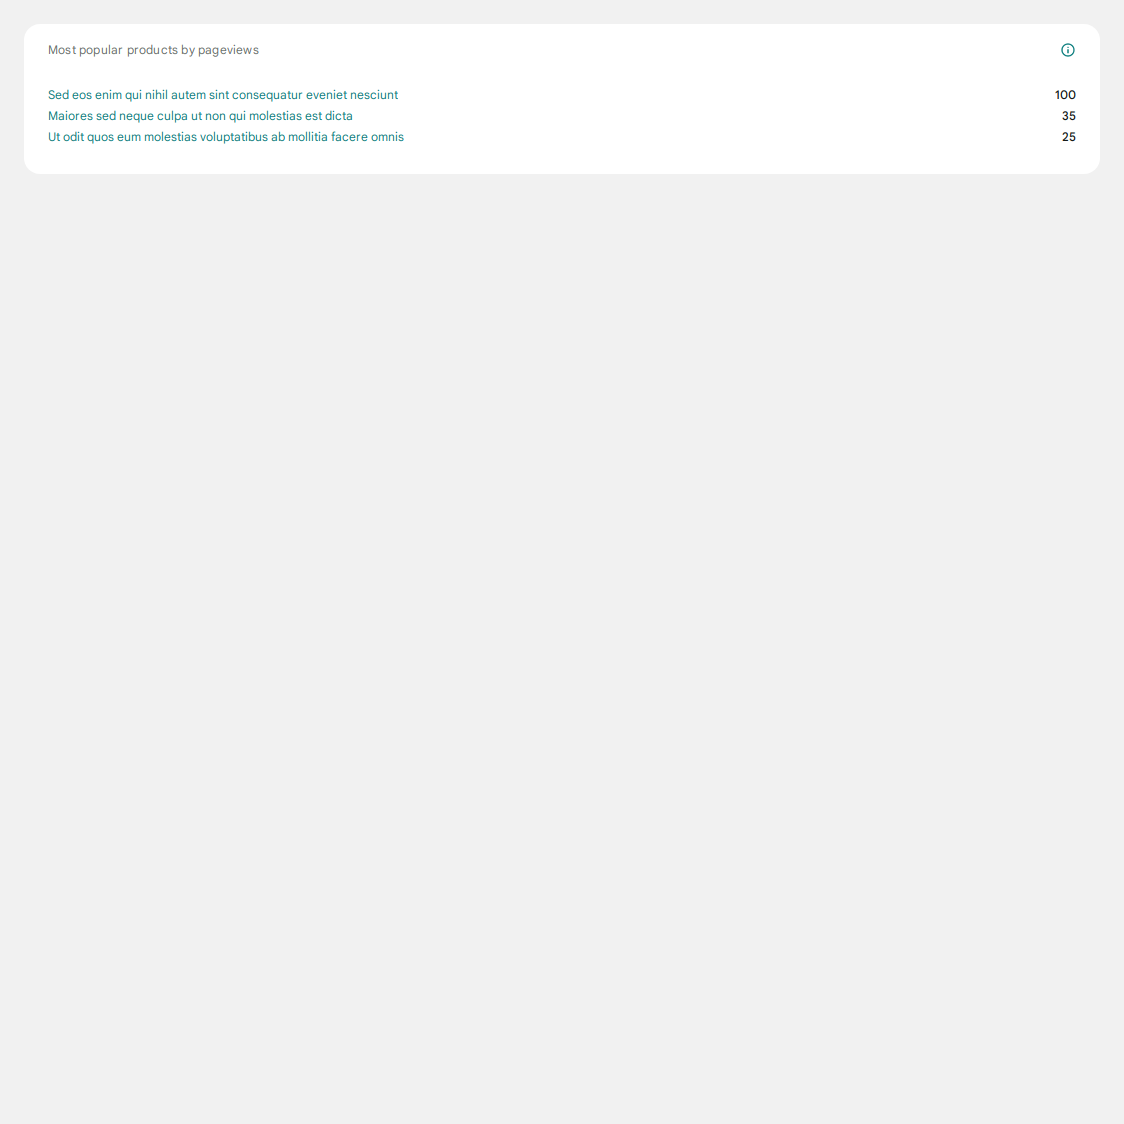 Most popular products by pageviews
Sed eos enim qui nihil autem sint consequatur eveniet nesciunt 100
Maiores sed neque culpa ut non qui molestias est dicta 35
Ut odit quos eum molestias voluptatibus ab mollitia facere omnis 25